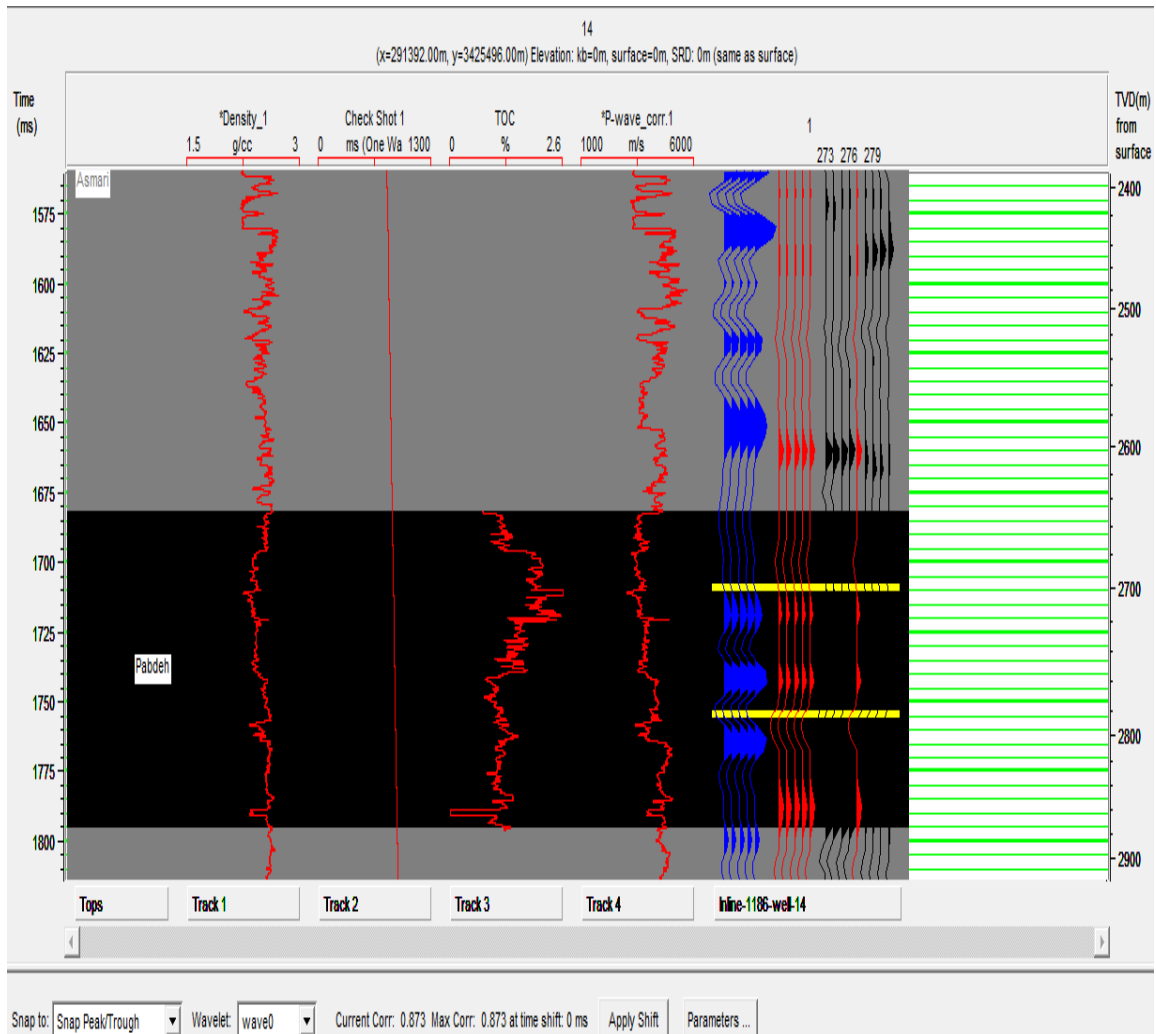 14
(x=291392.00m, y=3425496.00m) Elevation: kb=0m, surface=0m, SRD: 0m (same as surface)
Time
(ms)
*Density_1
1.5 g/cc 3
Check Shot 1
0 ms (One Wa 1300
TOC
0 % 2.6
*P-wave_corr.1
1000 m/s 6000
1
273 276 279
TVD(m)
from
surface
Asmari
Pabdeh
1575
1600
1625
1650
1675
1700
1725
1750
1775
1800
2400
2500
2600
2700
2800
2900
Tops Track 1 Track 2 Track 3 Track 4 Inline-1186-well-14
Snap to: Snap Peak/Trough Wavelet: wave0 Current Corr: 0.873 Max Corr: 0.873 at time shift: 0 ms Apply Shift Parameters ...